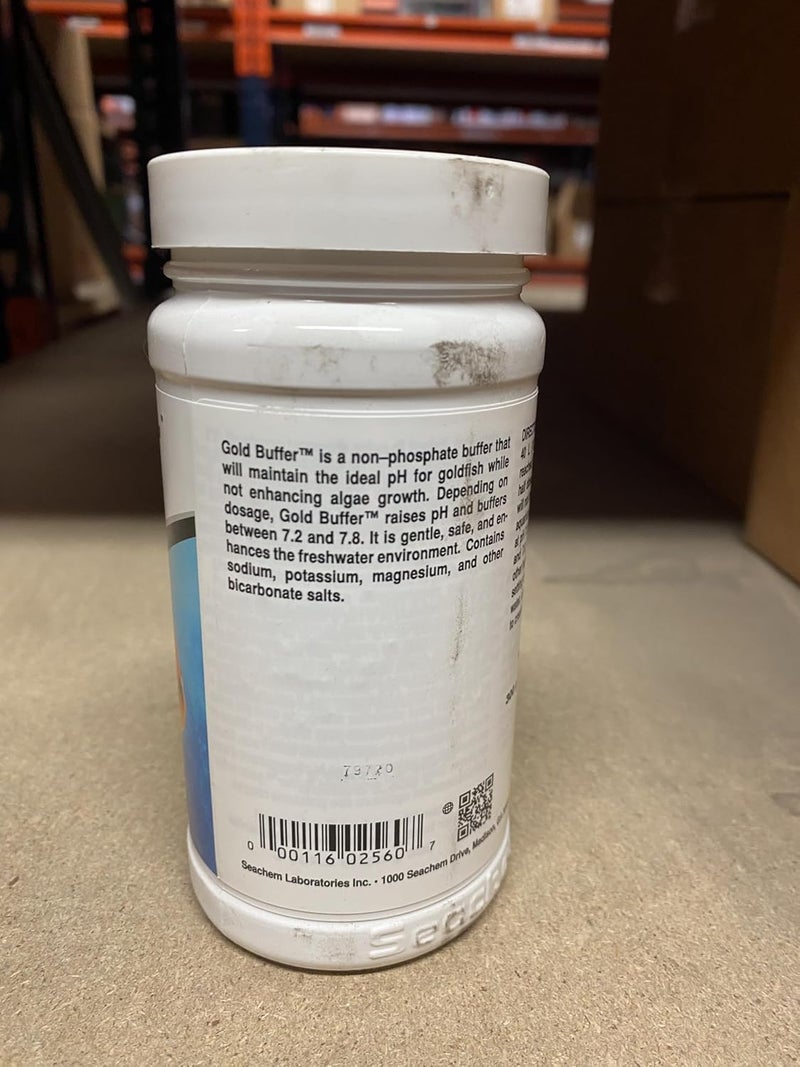 Gold Buffer™ is a non–phosphate buffer that
will maintain the ideal pH for goldfish while
not enhancing algae growth. Depending on
dosage, Gold Buffer™ raises pH and buffers
between 7.2 and 7.8. It is gentle, safe, and en-
hances the freshwater environment. Contains
sodium, potassium, magnesium, and other
bicarbonate salts.
0 00116 02560 7
Seachem Laboratories Inc. • 1000 Seachem Drive, Madison,
40 L